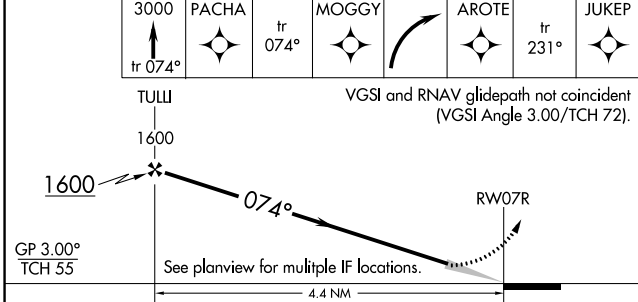 3000
tr 074°
PACHA
tr
074°
MOGGY
AROTE
tr
231°
JUKEP
VGSI and RNAV glidepath not coincident
(VGSI Angle 3.00/TCH 72).
TULLI
1600
1600
074°
RW07R
GP 3.00°
TCH 55
See planview for mulitple IF locations.
4.4 NM